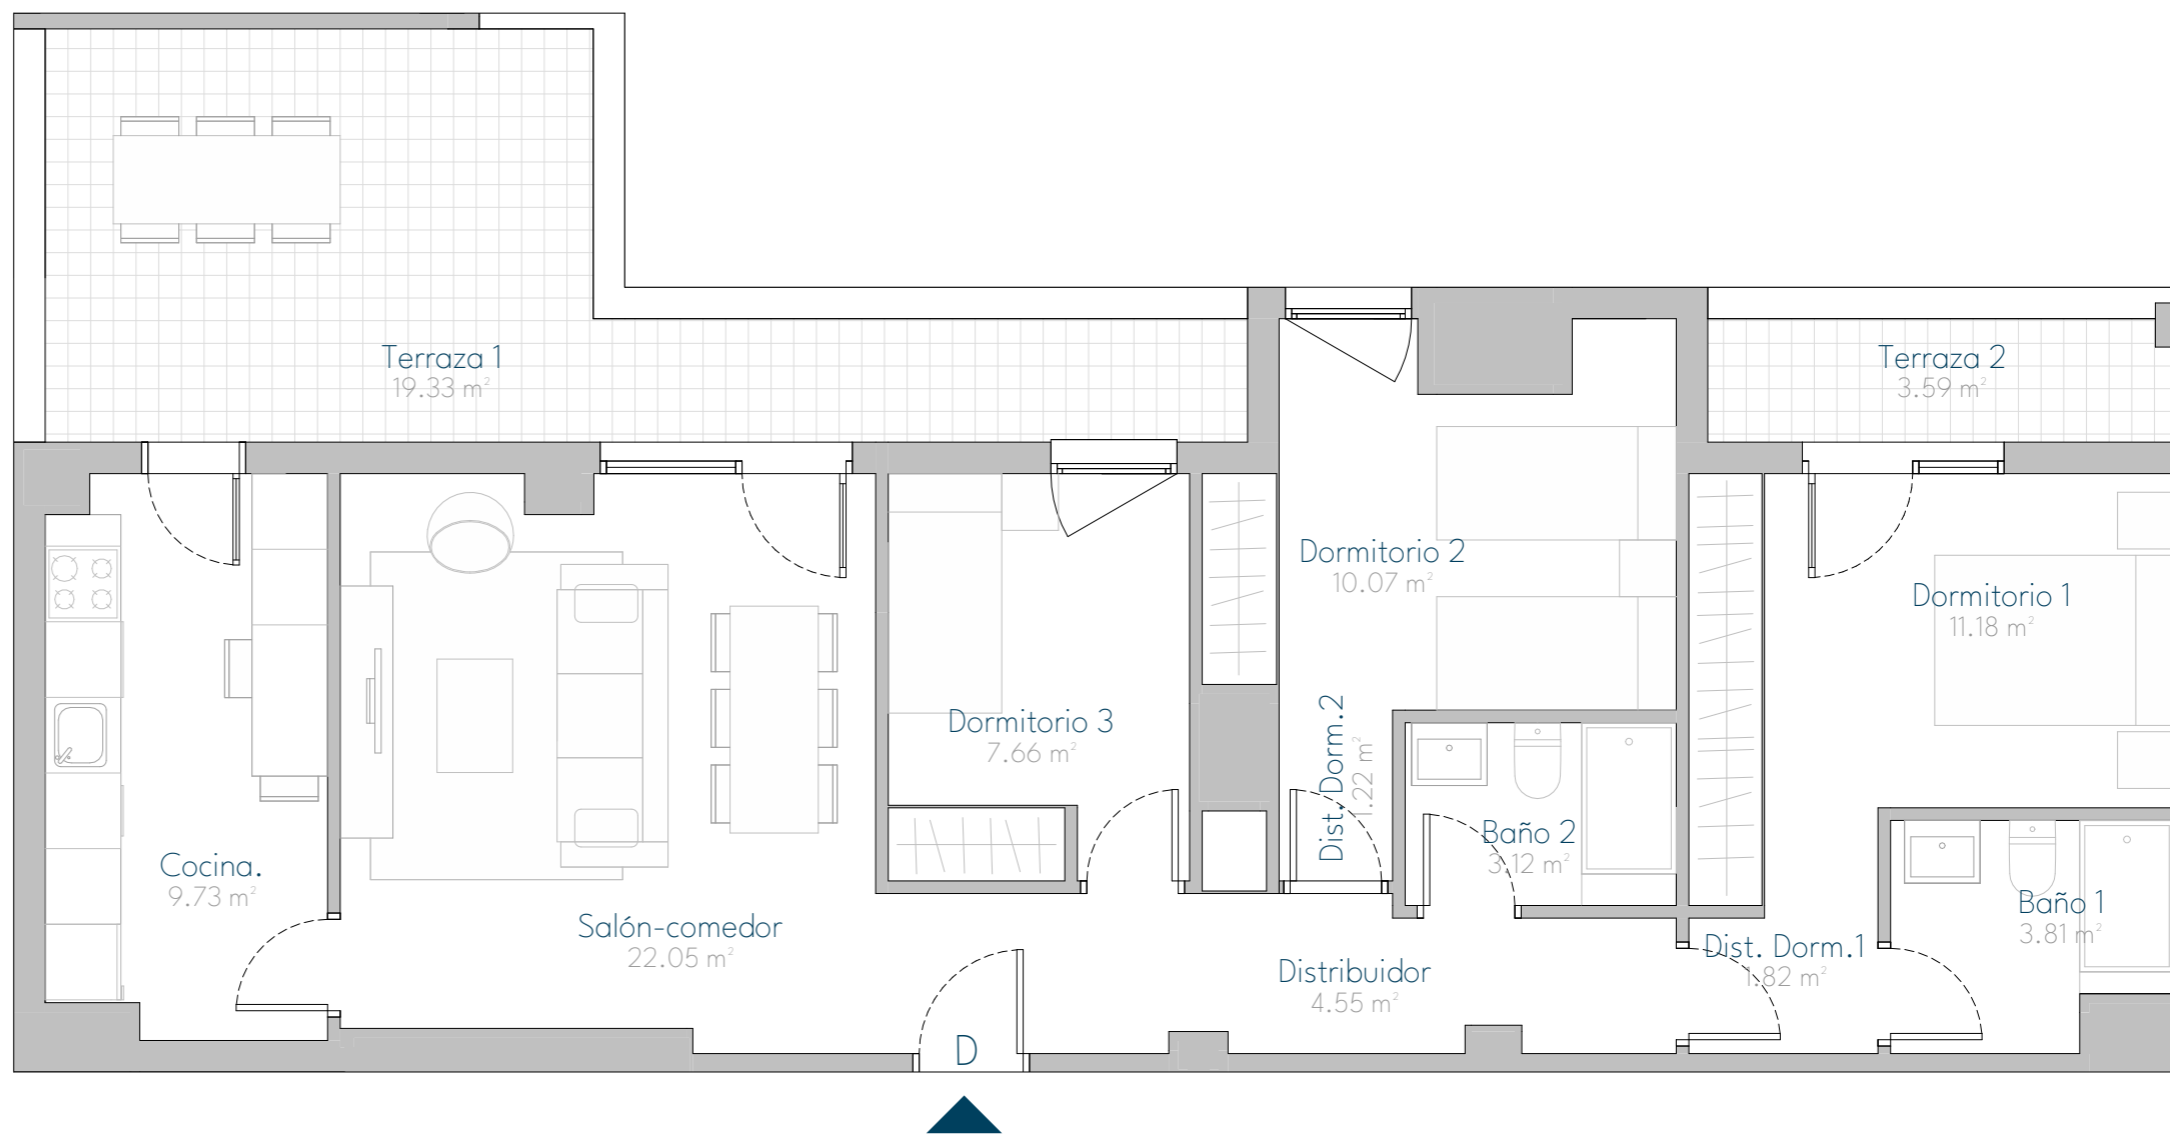 Terraza 1
19.33 m²
Terraza 2
3.59 m²
Dormitorio 2
10.07 m²
Dormitorio 1
11.18 m²
Dormitorio 3
7.66 m²
Dist. Dorm.2
1.22 m²
Baño 2
3.12 m²
Cocina.
9.73 m²
Salón-comedor
22.05 m²
Baño 1
3.81 m²
Dist. Dorm.1
1.82 m²
Distribuidor
4.55 m²
D